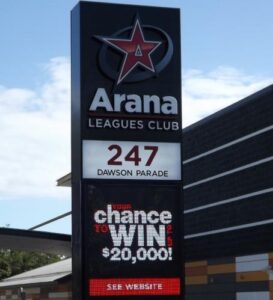 A
Arana
LEAGUES CLUB
247
DAWSON PARADE
YOUR
chance
TO WIN
$20,000!
SEE WEBSITE